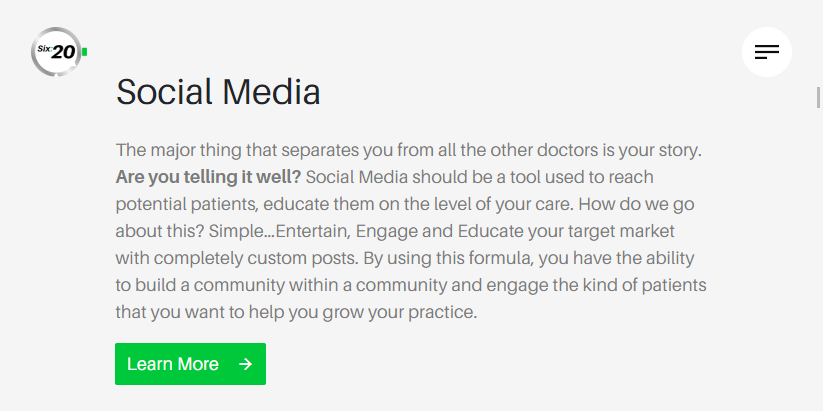 Six:20
Social Media
The major thing that separates you from all the other doctors is your story.
Are you telling it well? Social Media should be a tool used to reach
potential patients, educate them on the level of your care. How do we go
about this? Simple...Entertain, Engage and Educate your target market
with completely custom posts. By using this formula, you have the ability
to build a community within a community and engage the kind of patients
that you want to help you grow your practice.
Learn More